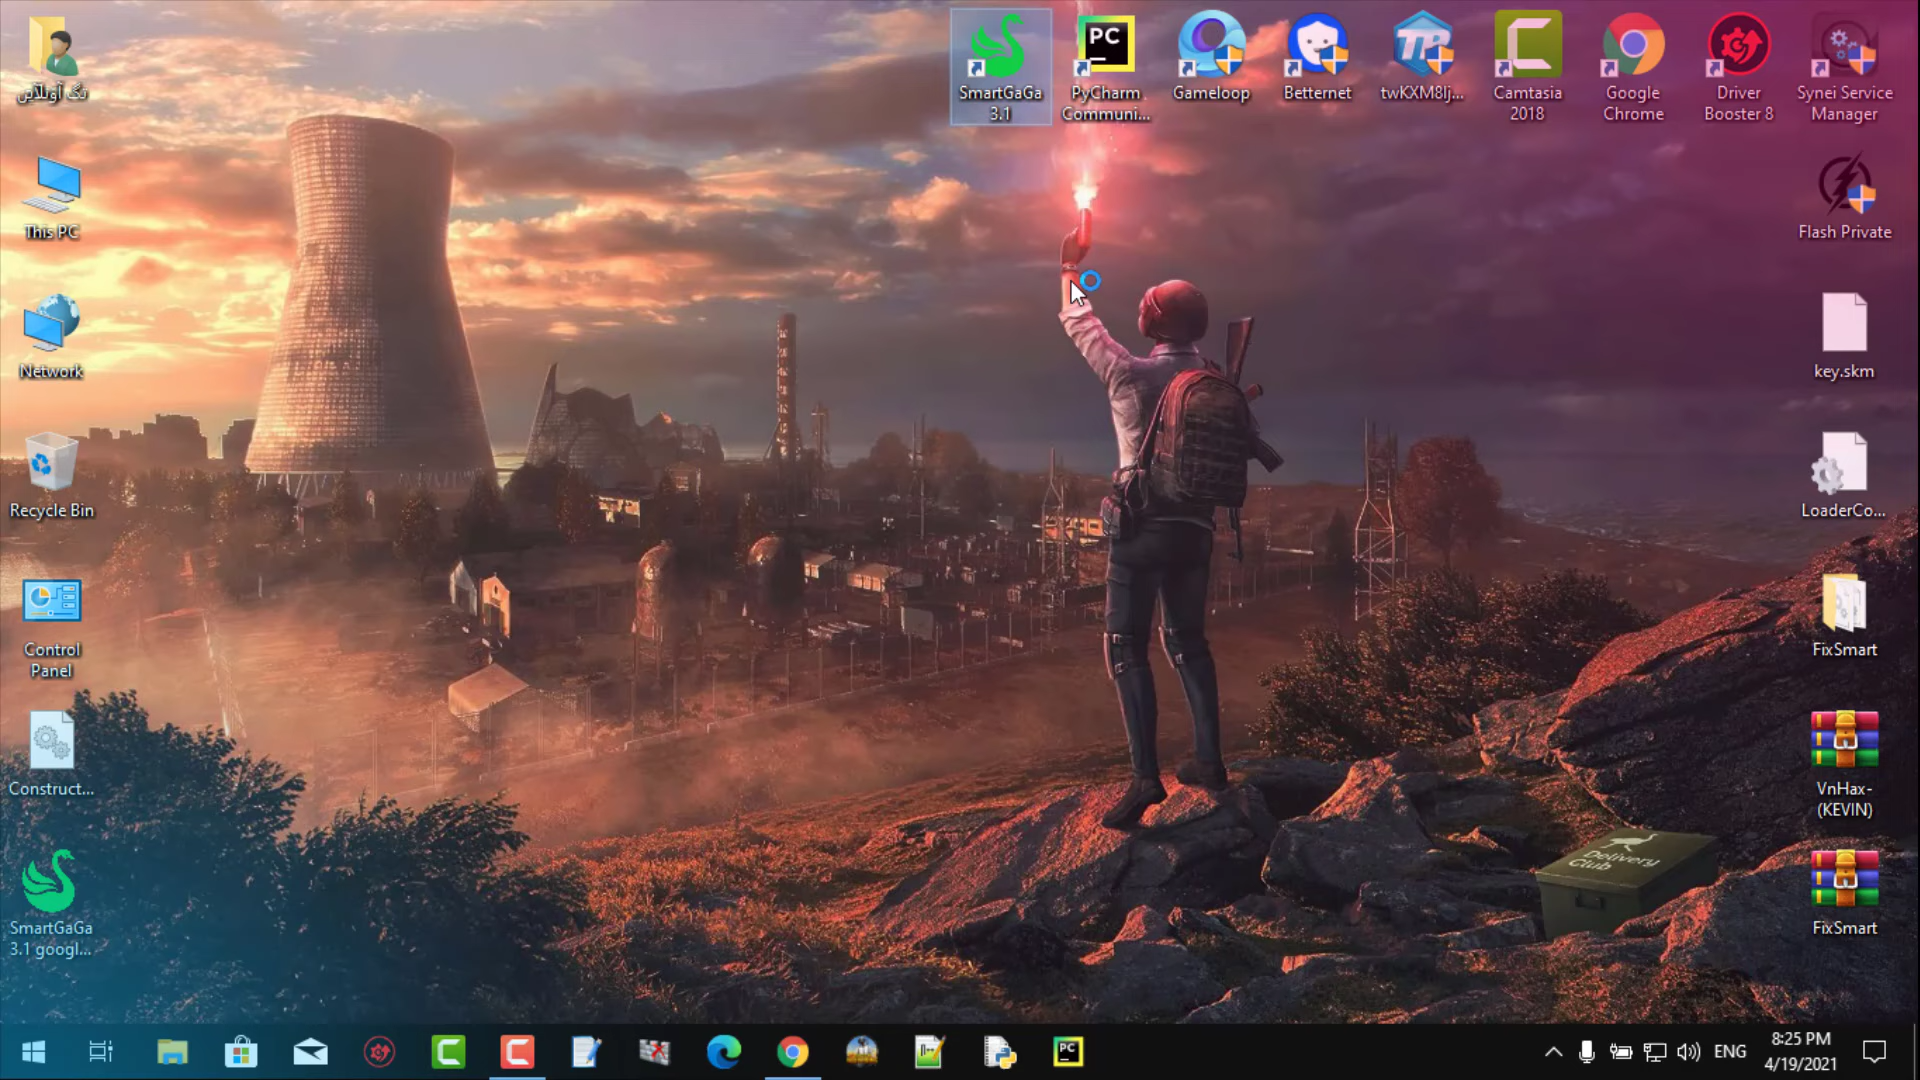 تگ آونلاین
This PC
Network
Recycle Bin
Control
Panel
Construct...
SmartGaGa
3.1 googl...
SmartGaGa
3.1
PC
PyCharm
Communi...
Gameloop
Betternet
TB
twKXM8lj...
Camtasia
2018
Google
Chrome
Driver
Booster 8
Synei Service
Manager
Flash Private
key.skm
LoaderCo...
FixSmart
VnHax-
(KEVIN)
FixSmart
Delivery
Club
PC
ENG
8:25 PM
4/19/2021